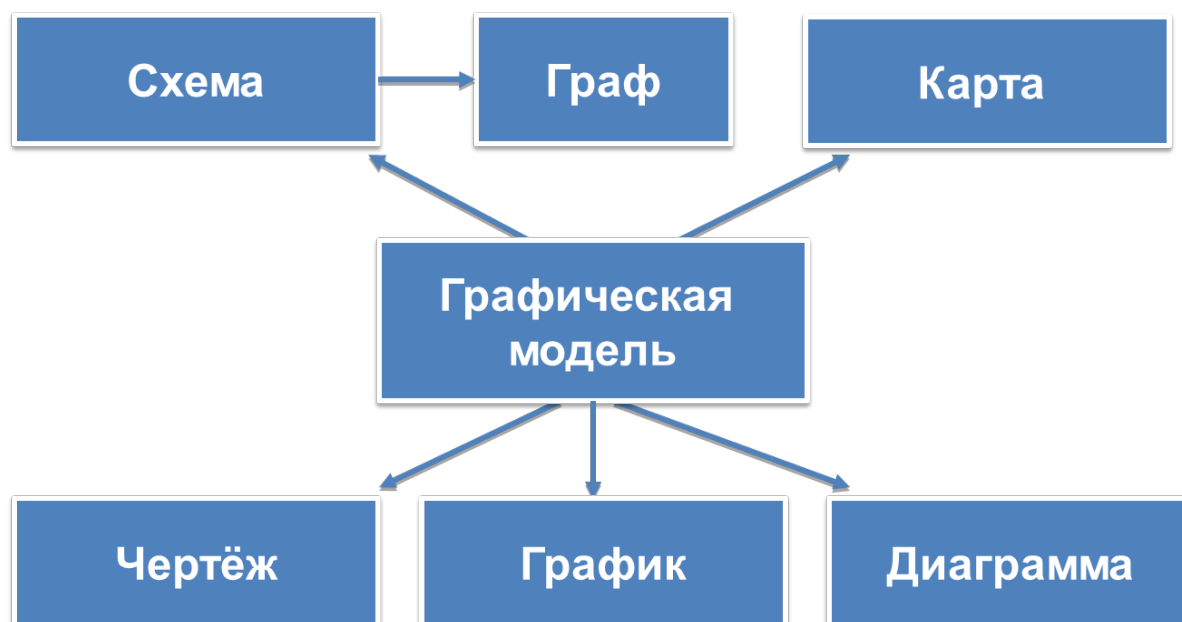 Схема
Граф
Карта
Графическая
модель
Чертёж
График
Диаграмма